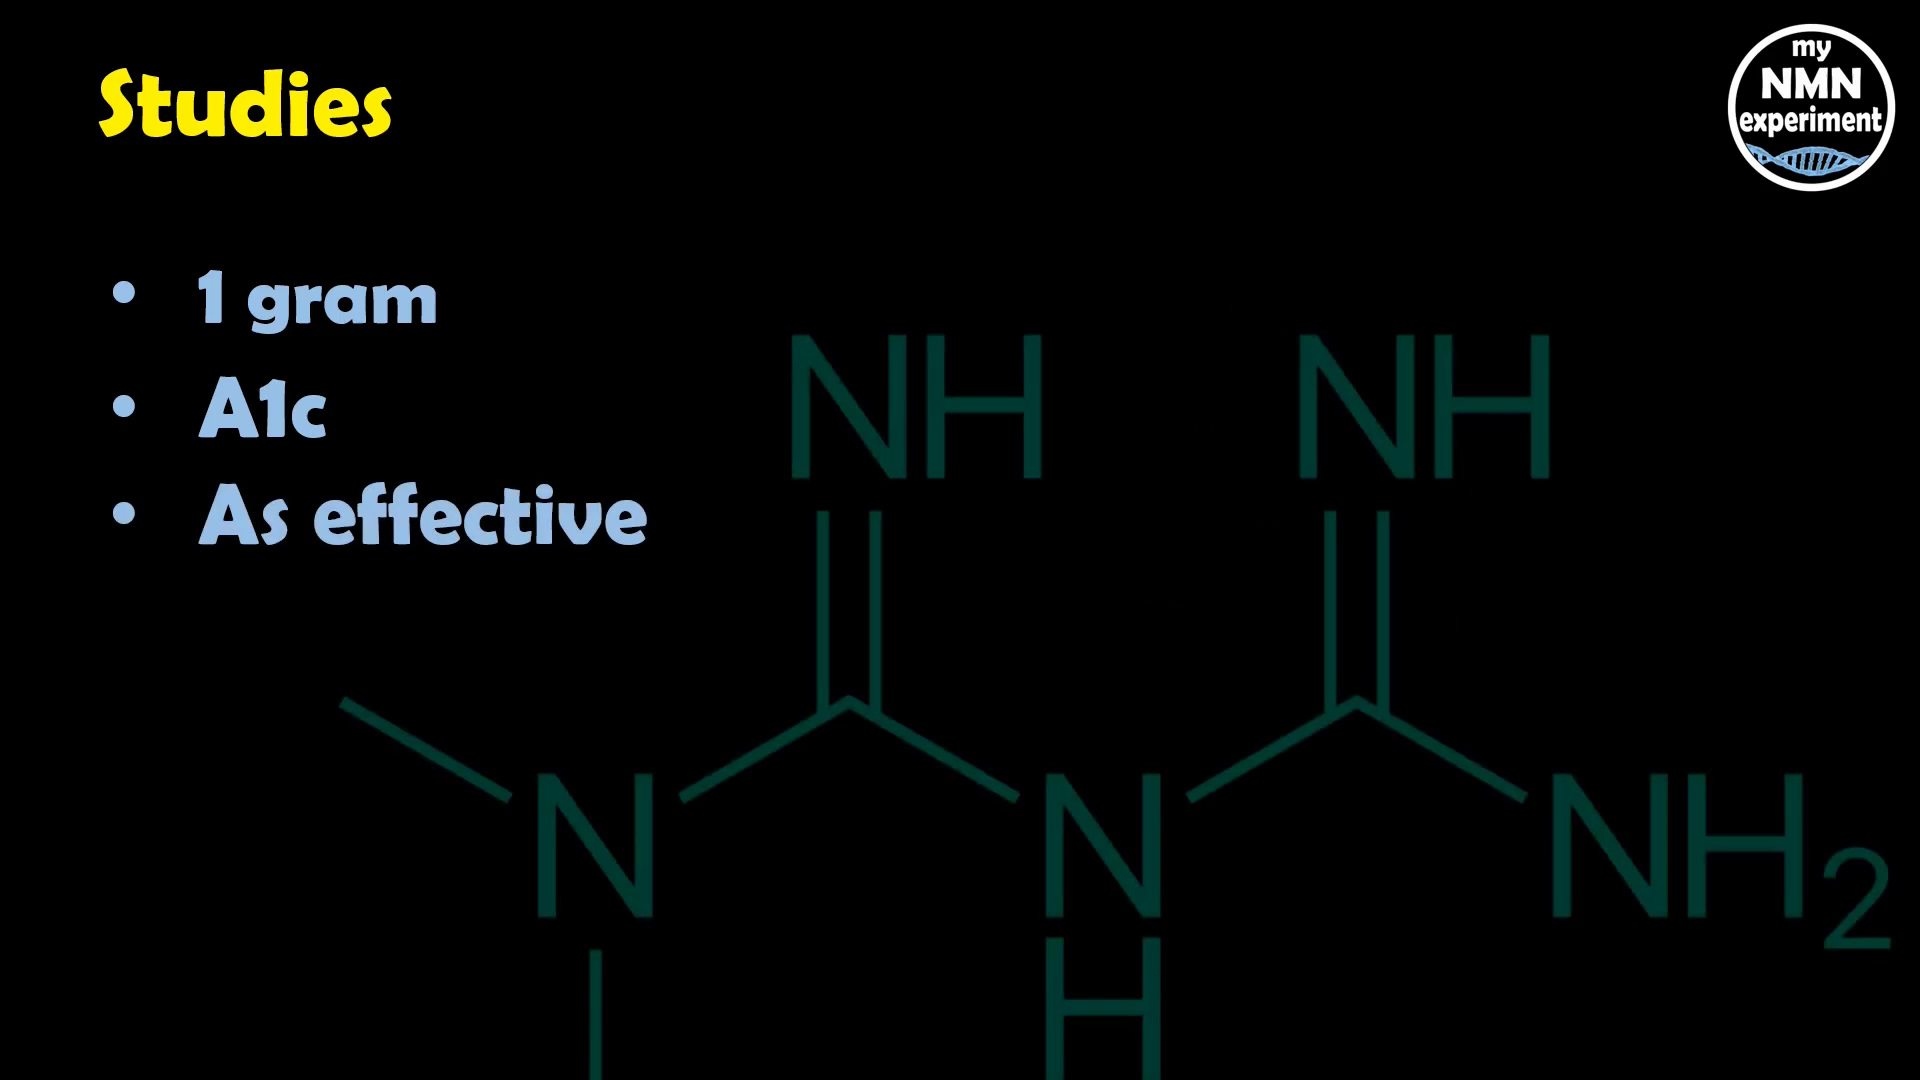 Studies
my
NMN
experiment
• 1 gram
• A1c
• As effective
NH NH
N N NH2
H